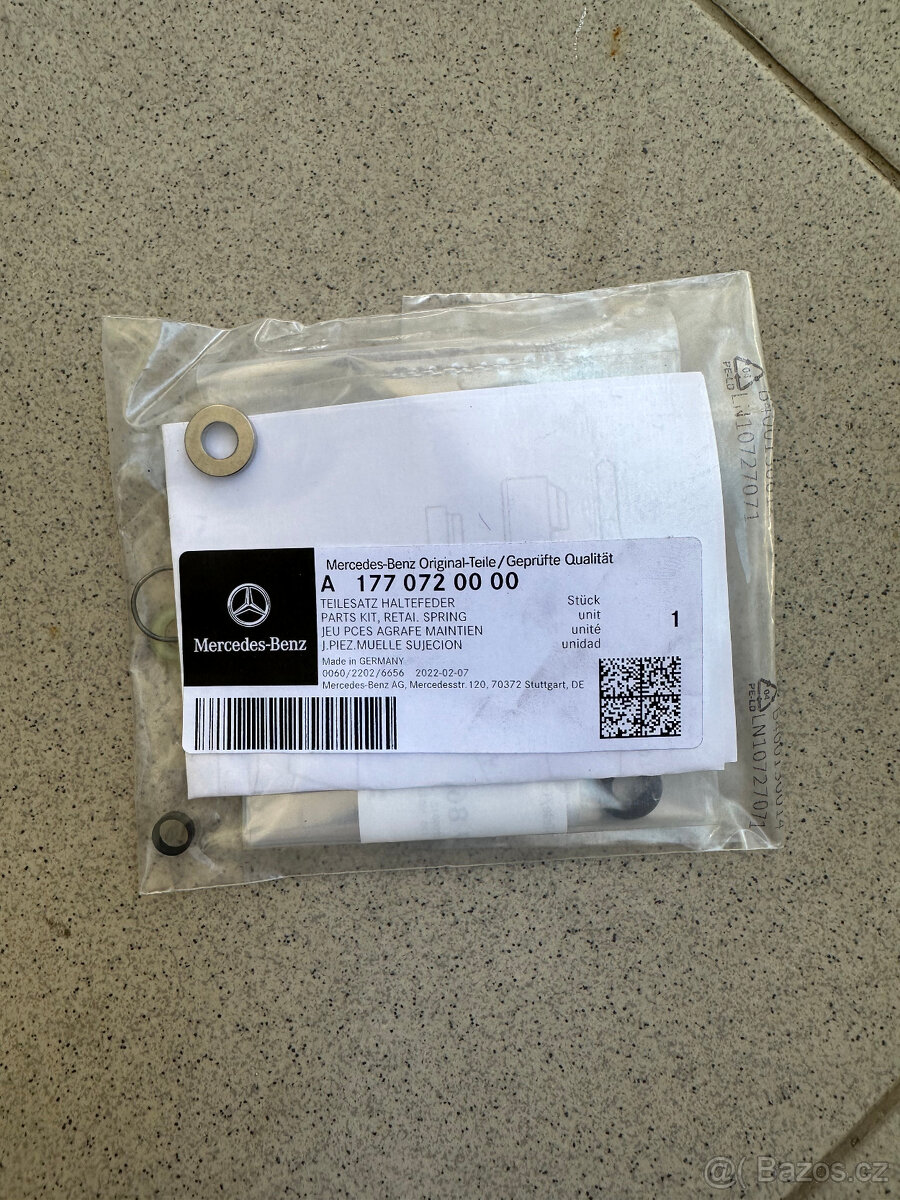 04
PE-LD
LN10727071
Mercedes-Benz Original-Teile/Geprüfte Qualität
A 177 072 00 00
TEILESATZ HALTEFEDER
PARTS KIT, RETAI. SPRING
JEU PCES AGRAFE MAINTIEN
J.PIEZ.MUELLE SUJECION
Stück
unit
unité
unidad
1
Mercedes-Benz
Made in GERMANY
0060/2202/6656 2022-02-07
Mercedes-Benz AG, Mercedesstr.120, 70372 Stuttgart, DE
04
PE-LD
LN10727071
@( Bazos.cz